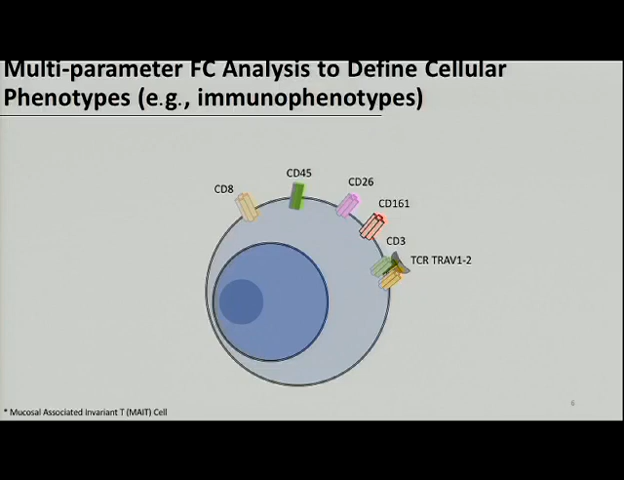 Multi-parameter FC Analysis to Define Cellular
Phenotypes (e.g., immunophenotypes)
CD45
CD26
CD8
CD161
CD3
TCR TRAV1-2
6
* Mucosal Associated Invariant T (MAIT) Cell